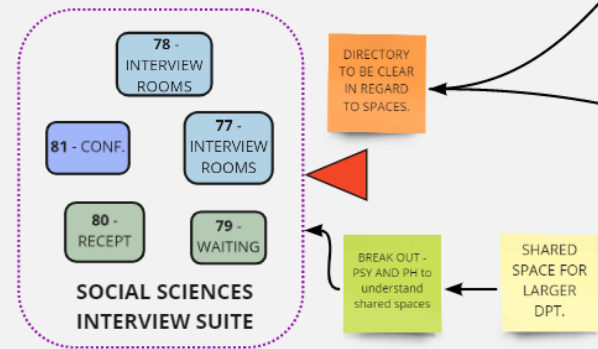 78 -
INTERVIEW
ROOMS
81 - CONF.
77 -
INTERVIEW
ROOMS
80 -
RECEPT
79 -
WAITING
SOCIAL SCIENCES
INTERVIEW SUITE
DIRECTORY
TO BE CLEAR
IN REGARD
TO SPACES.
BREAK OUT -
PSY AND PH to
understand
shared spaces
SHARED
SPACE FOR
LARGER
DPT.